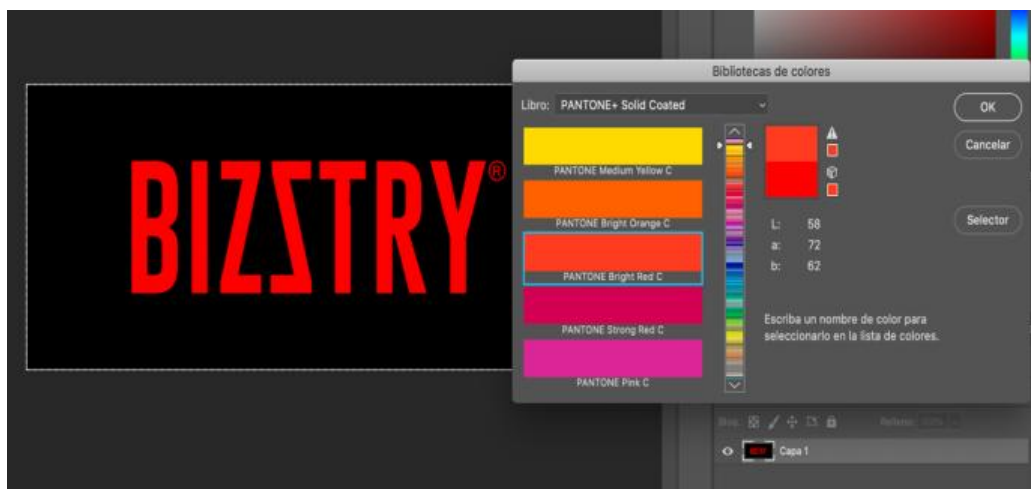 BIZZTRY®
Bibliotecas de colores
Libro: PANTONE+ Solid Coated
PANTONE Medium Yellow C
PANTONE Bright Orange C
PANTONE Bright Red C
PANTONE Strong Red C
PANTONE Pink C
L: 58
a: 72
b: 62
Escriba un nombre de color para
seleccionarlo en la lista de colores.
OK
Cancelar
Selector
Capa 1